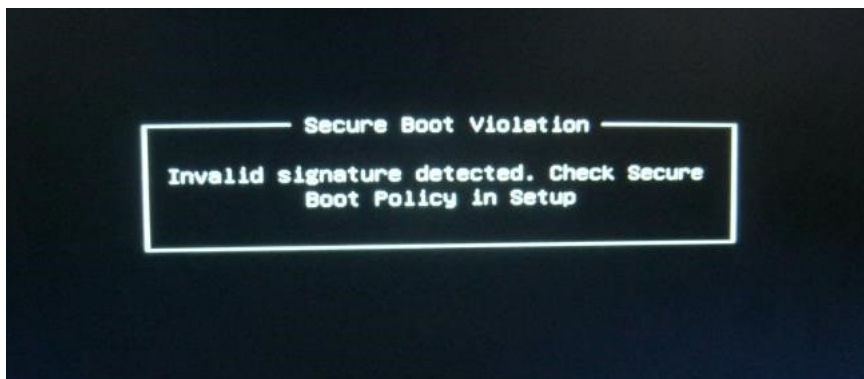 Secure Boot Violation
Invalid signature detected. Check Secure
Boot Policy in Setup